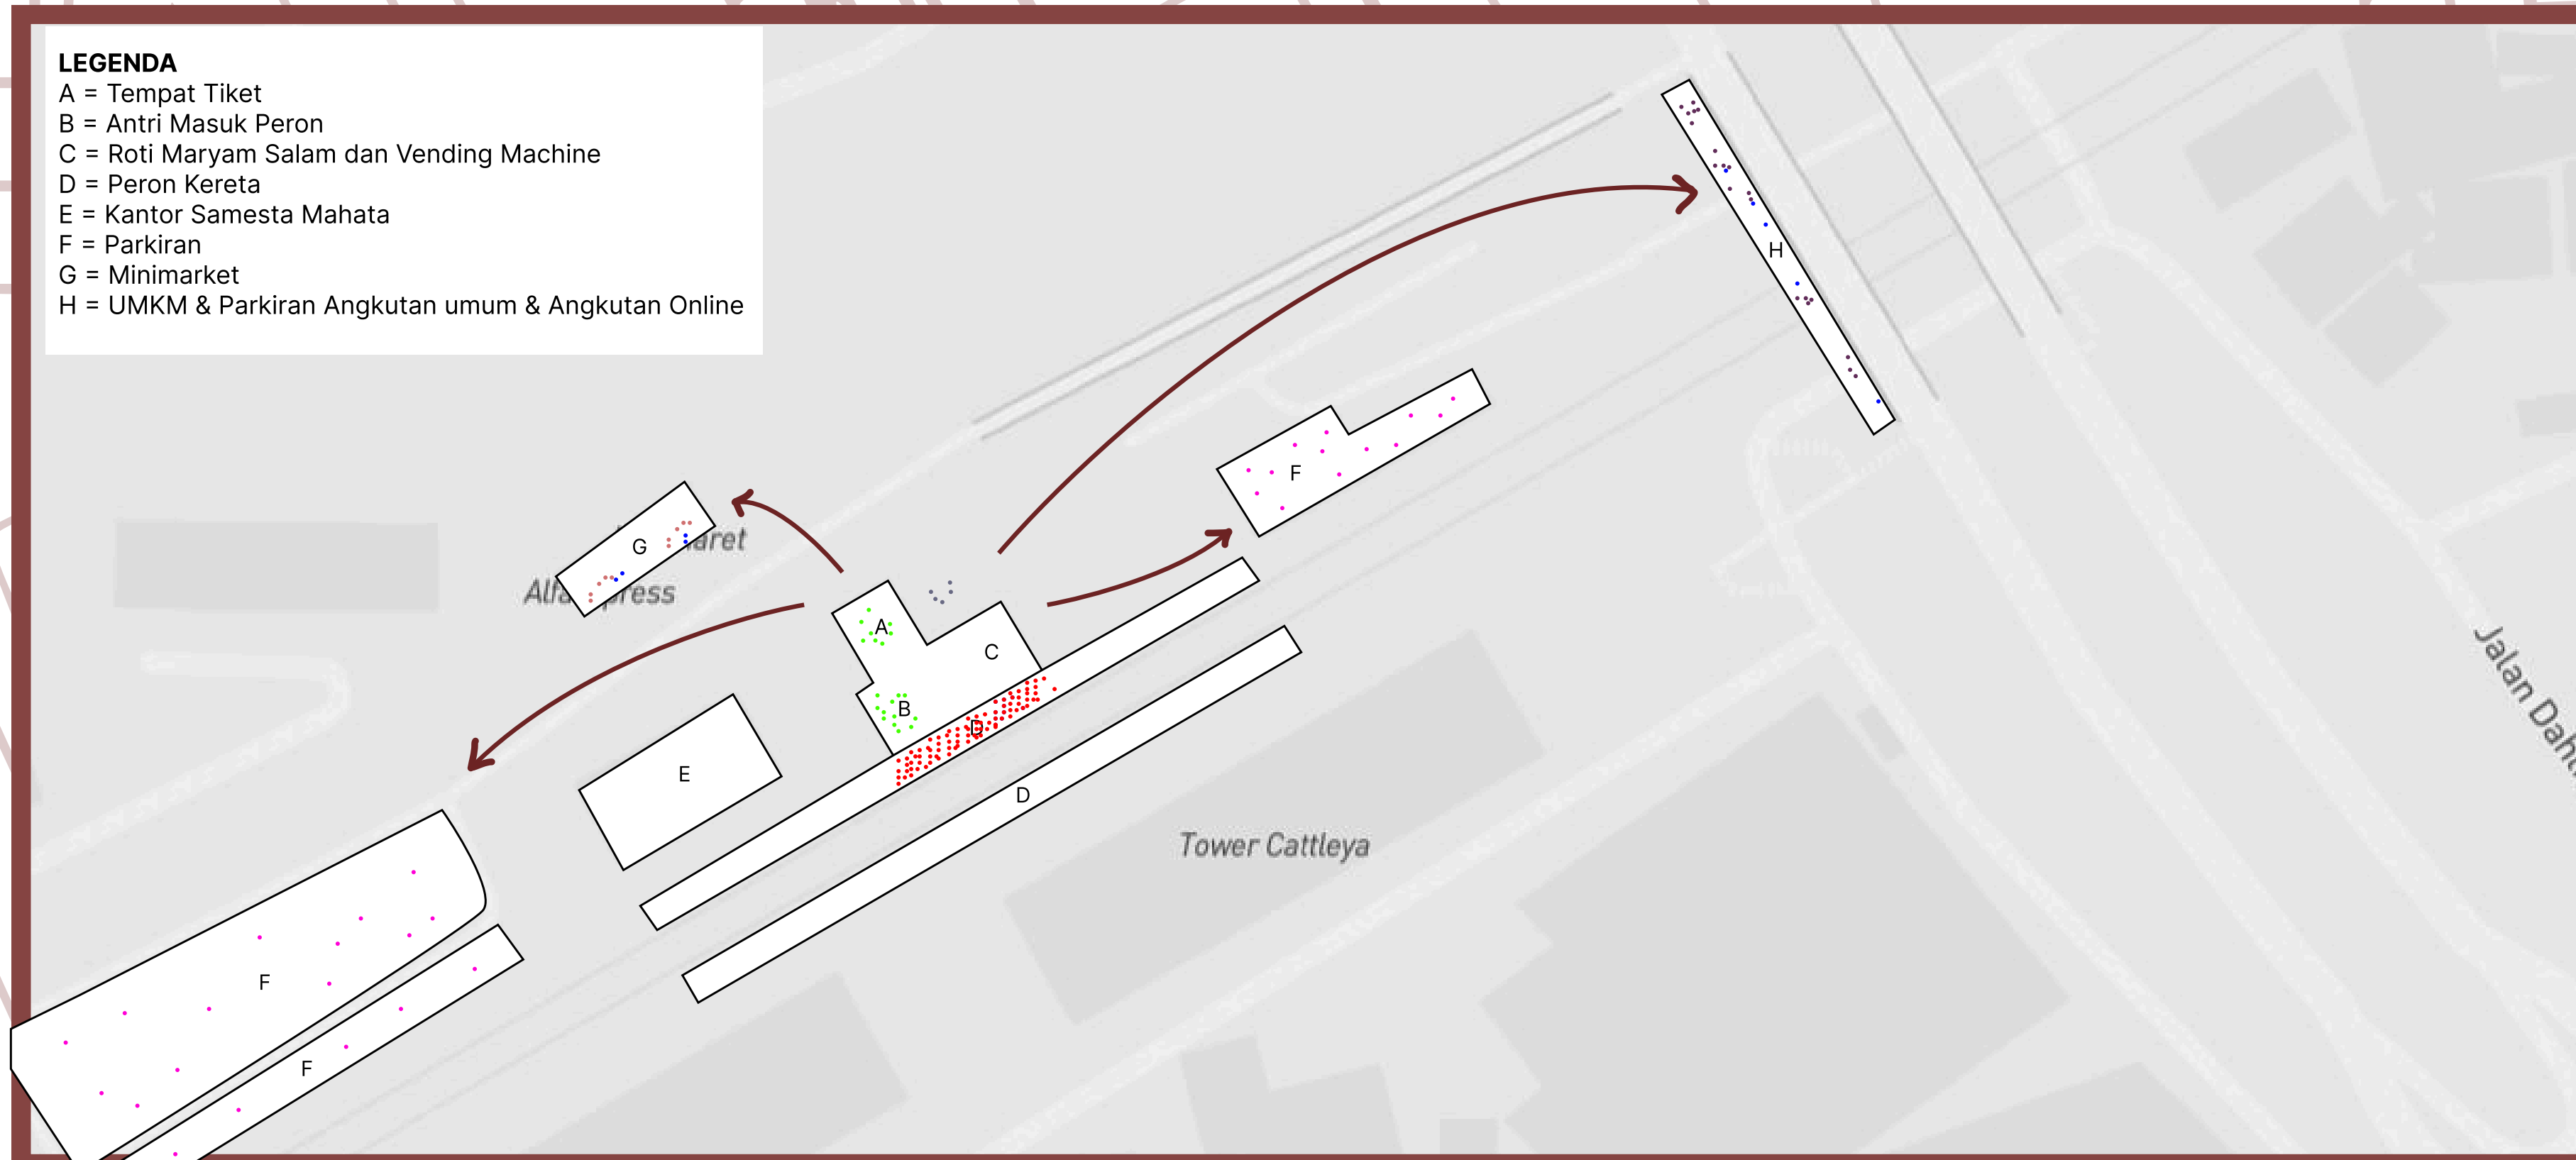 LEGENDA
A = Tempat Tiket
B = Antri Masuk Peron
C = Roti Maryam Salam dan Vending Machine
D = Peron Kereta
E = Kantor Samesta Mahata
F = Parkiran
G = Minimarket
H = UMKM & Parkiran Angkutan umum & Angkutan Online
H
F
G
A
C
B
D
E
D
Tower Cattleya
F
F
Jalan